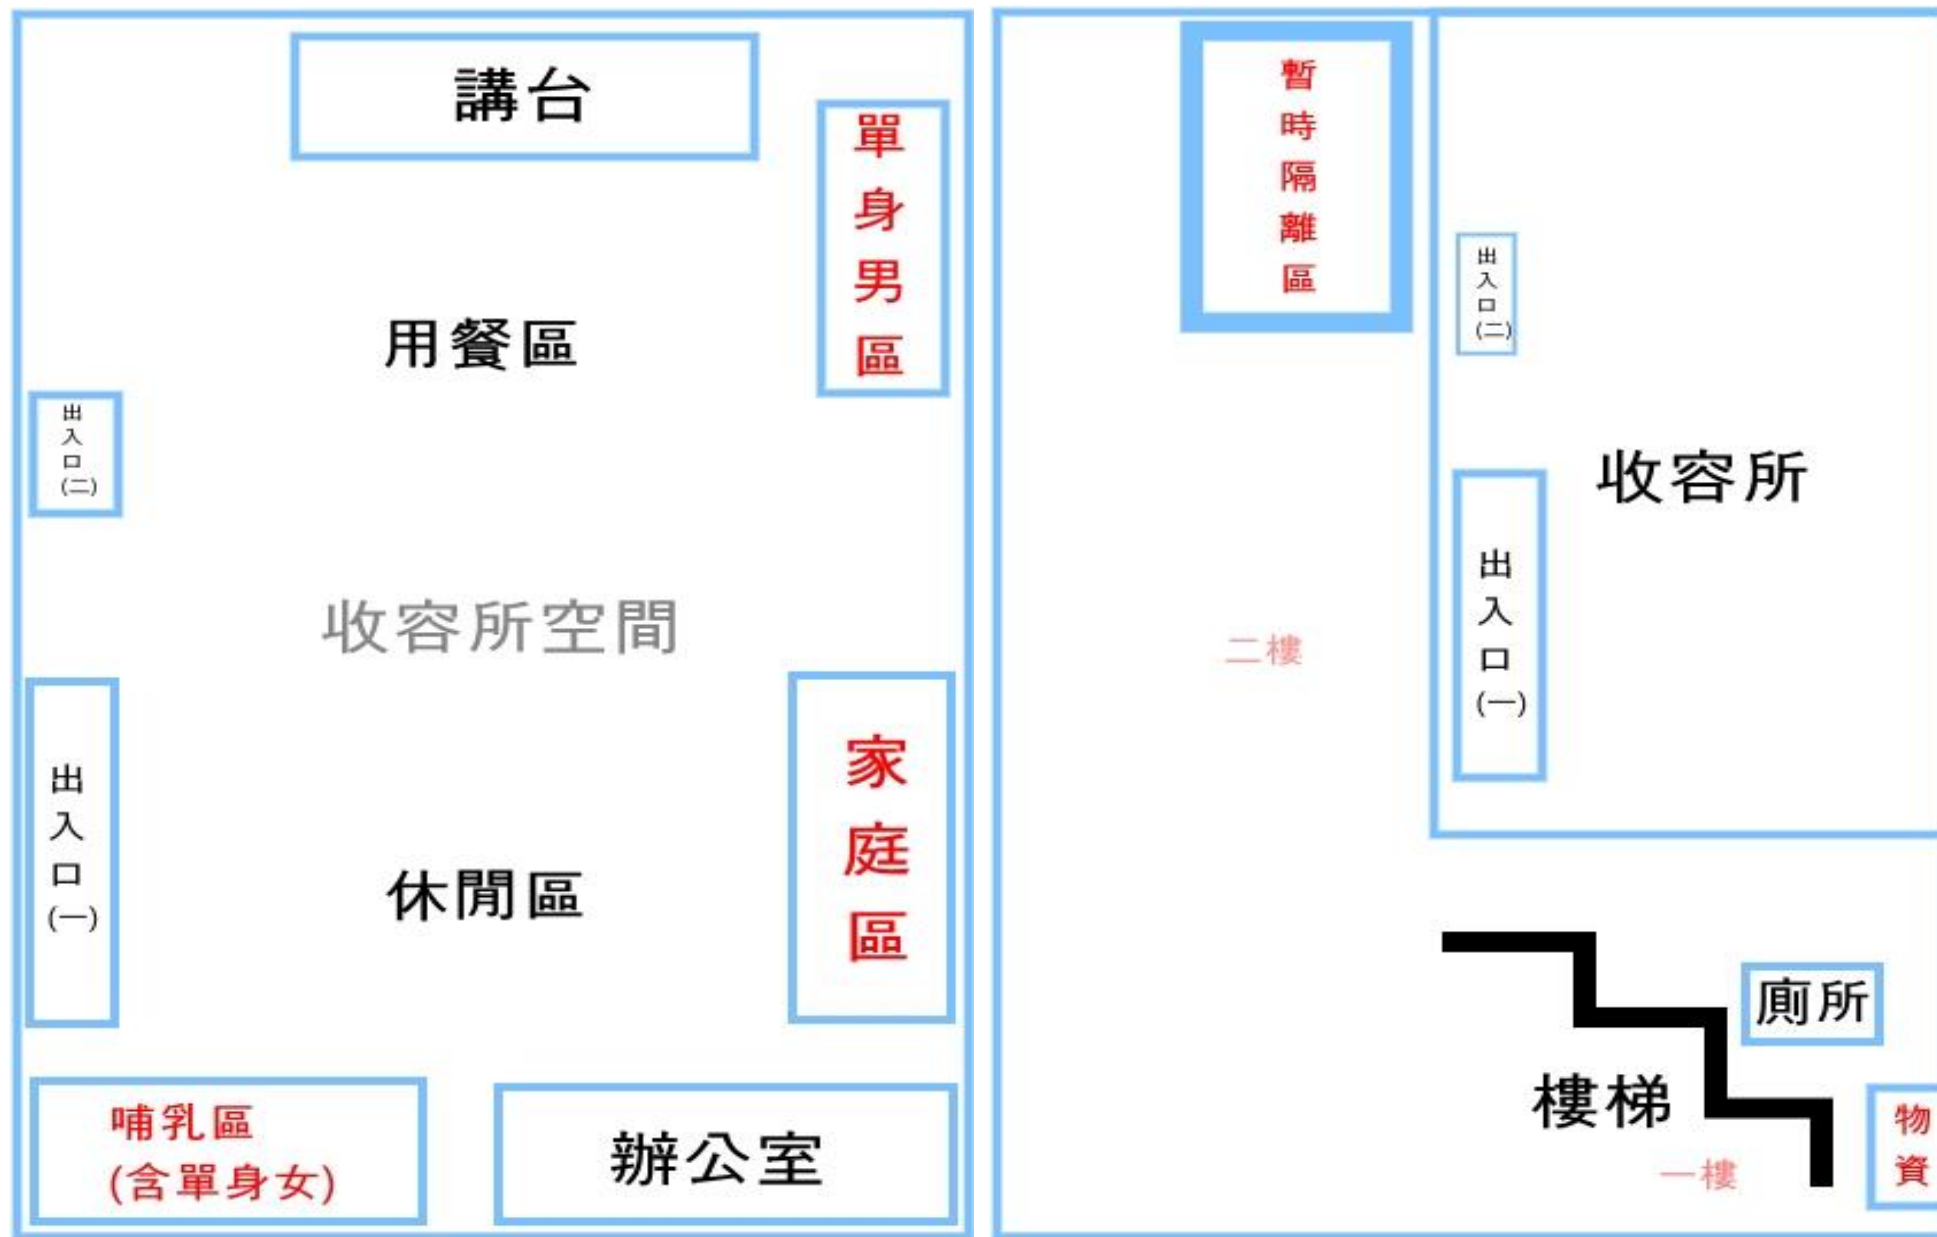 講台
單身男區
用餐區
出入口(二)
收容所空間
家庭區
出入口(一)
休閒區
哺乳區
(含單身女)
辦公室
暫時隔離區
出入口(二)
收容所
出入口(一)
二樓
廁所
樓梯
物資
一樓